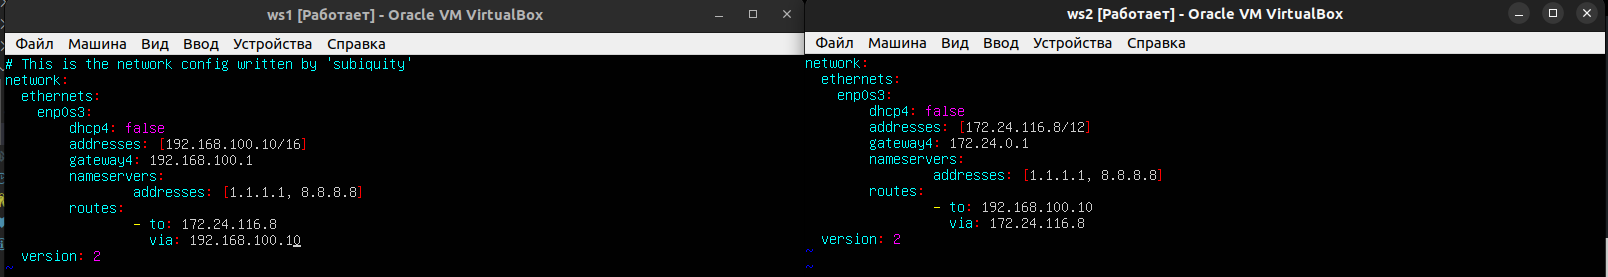 ws1 [Работает] - Oracle VM VirtualBox
Файл Машина Вид Ввод Устройства Справка
# This is the network config written by 'subiquity'
network:
  ethernets:
    enp0s3:
        dhcp4: false
        addresses: [192.168.100.10/16]
        gateway4: 192.168.100.1
        nameservers:
                addresses: [1.1.1.1, 8.8.8.8]
        routes:
                - to: 172.24.116.8
                  via: 192.168.100.10
  version: 2
~
ws2 [Работает] - Oracle VM VirtualBox
Файл Машина Вид Ввод Устройства Справка
network:
  ethernets:
    enp0s3:
        dhcp4: false
        addresses: [172.24.116.8/12]
        gateway4: 172.24.0.1
        nameservers:
                addresses: [1.1.1.1, 8.8.8.8]
        routes:
                - to: 192.168.100.10
                  via: 172.24.116.8
  version: 2
~
~